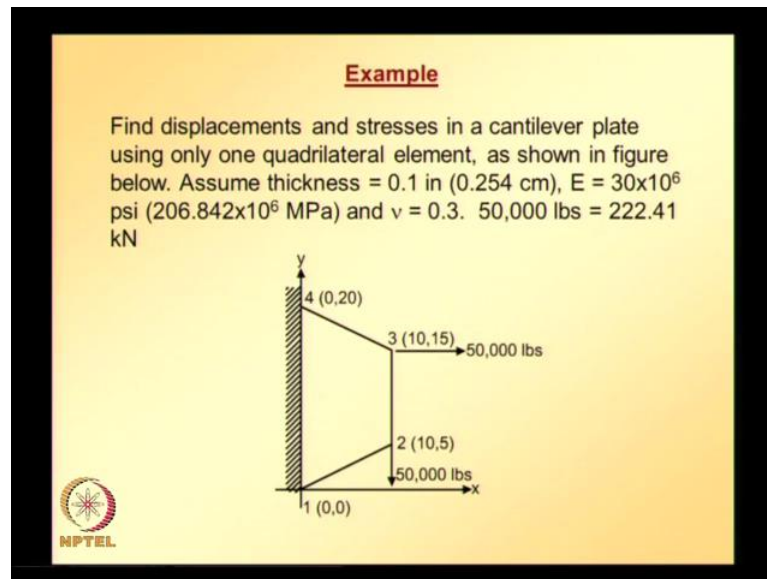 Example
Find displacements and stresses in a cantilever plate
using only one quadrilateral element, as shown in figure
below. Assume thickness = 0.1 in (0.254 cm), E = 30x10⁶
psi (206.842x10⁶ MPa) and ν = 0.3. 50,000 lbs = 222.41
kN
y
4 (0,20)
3 (10,15)
50,000 lbs
2 (10,5)
50,000 lbs
x
1 (0,0)
NPTEL